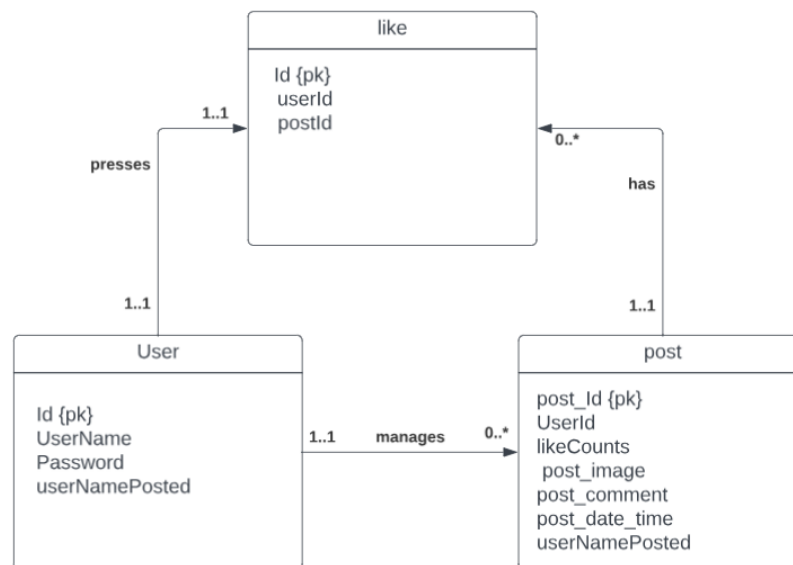 like
Id {pk}
userId
postId
1..1
0..*
presses
has
1..1
1..1
User
post
Id {pk}
UserName
Password
userNamePosted
1..1
manages
0..*
post_Id {pk}
UserId
likeCounts
post_image
post_comment
post_date_time
userNamePosted